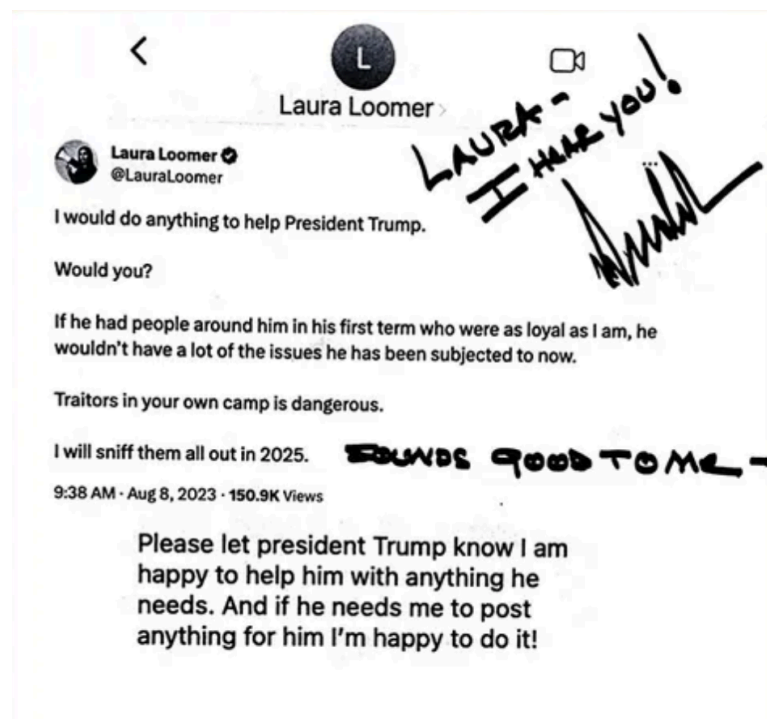 L
Laura Loomer
LAURA-
I HEAR YOU!
Laura Loomer
@LauraLoomer
...
I would do anything to help President Trump.
Would you?
If he had people around him in his first term who were as loyal as I am, he
wouldn't have a lot of the issues he has been subjected to now.
Traitors in your own camp is dangerous.
I will sniff them all out in 2025.
SOUNDS GOOD TO ME -
9:38 AM · Aug 8, 2023 · 150.9K Views
Please let president Trump know I am
happy to help him with anything he
needs. And if he needs me to post
anything for him I'm happy to do it!